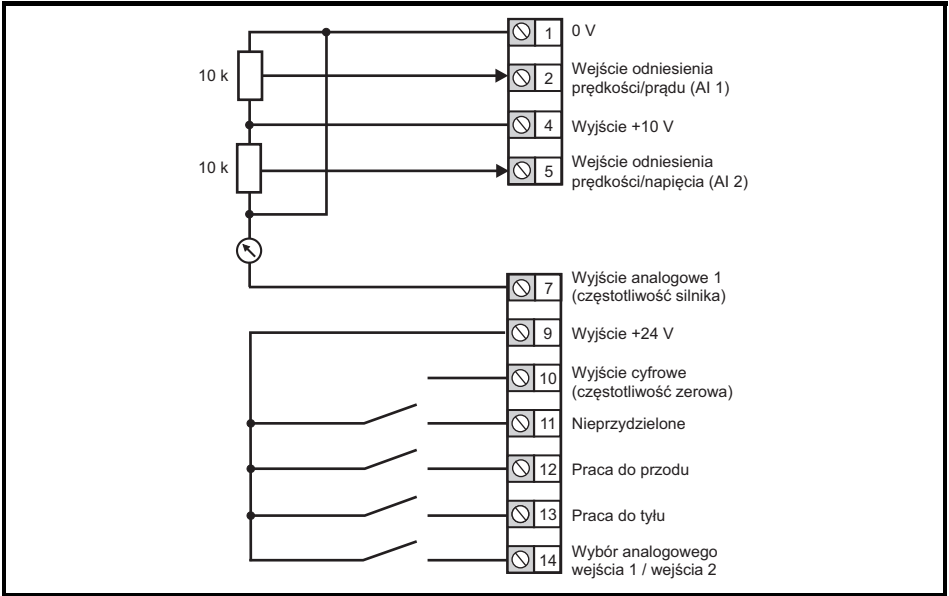 1 0 V
10 k
2 Wejście odniesienia
prędkości/prądu (AI 1)
4 Wyjście +10 V
10 k
5 Wejście odniesienia
prędkości/napięcia (AI 2)
7 Wyjście analogowe 1
(częstotliwość silnika)
9 Wyjście +24 V
10 Wyjście cyfrowe
(częstotliwość zerowa)
11 Nieprzydzielone
12 Praca do przodu
13 Praca do tyłu
14 Wybór analogowego
wejścia 1 / wejścia 2